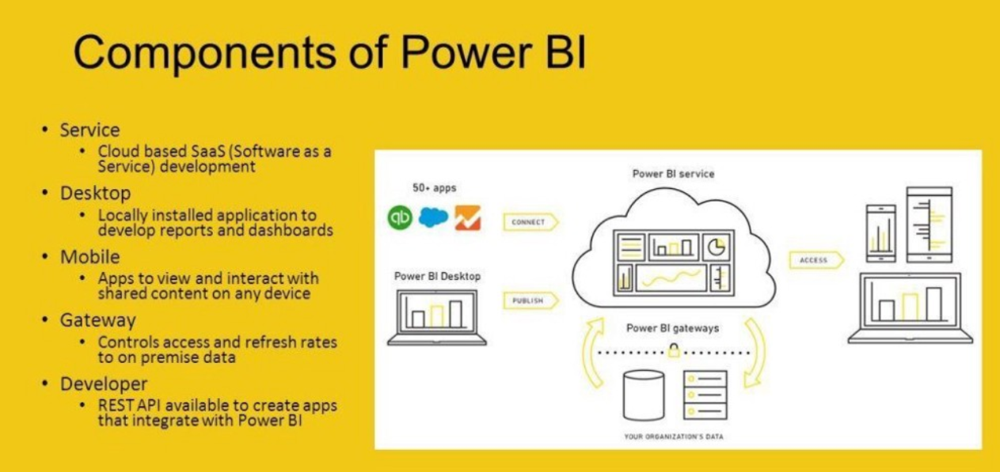 Components of Power BI
• Service
• Cloud based SaaS (Software as a
Service) development
• Desktop
• Locally installed application to
develop reports and dashboards
• Mobile
• Apps to view and interact with
shared content on any device
• Gateway
• Controls access and refresh rates
to on premise data
• Developer
• REST API available to create apps
that integrate with Power BI
50+ apps
qb
CONNECT
Power BI Desktop
PUBLISH
Power BI service
Power BI gateways
YOUR ORGANIZATION'S DATA
ACCESS